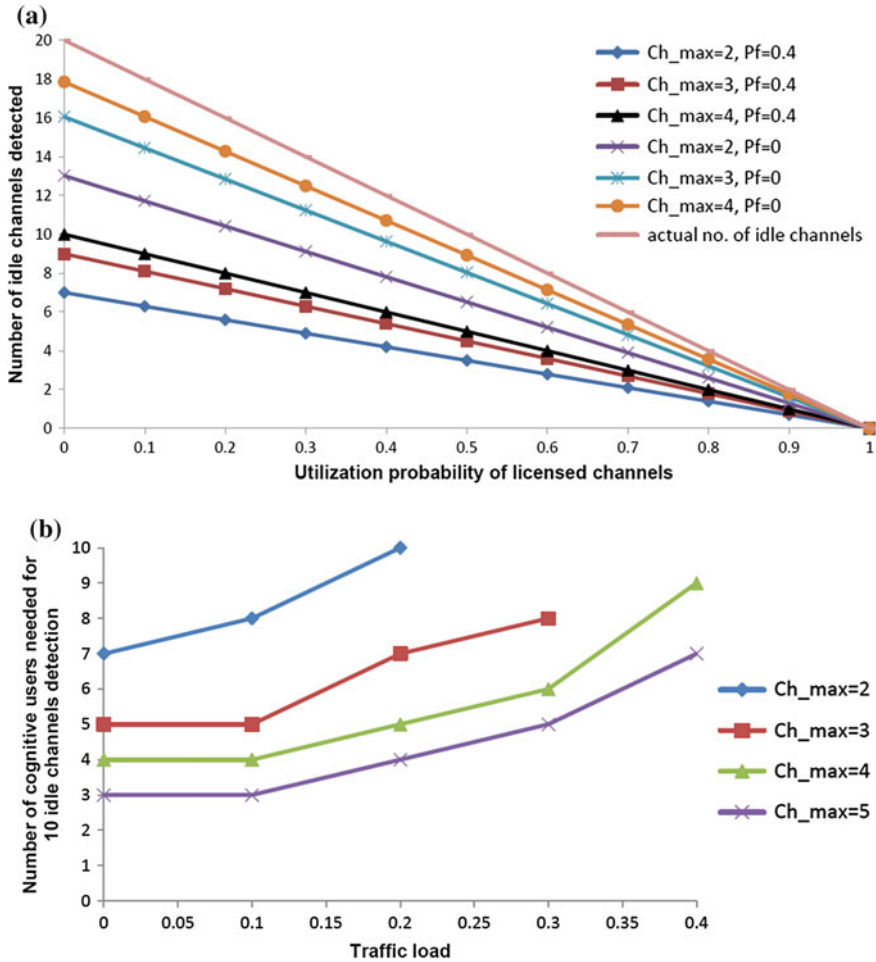 (a)
20
18
16
14
12
10
8
6
4
2
0
Number of idle channels detected
0 0.1 0.2 0.3 0.4 0.5 0.6 0.7 0.8 0.9 1
Utilization probability of licensed channels
Ch_max=2, Pf=0.4
Ch_max=3, Pf=0.4
Ch_max=4, Pf=0.4
Ch_max=2, Pf=0
Ch_max=3, Pf=0
Ch_max=4, Pf=0
actual no. of idle channels
(b)
10
9
8
7
6
5
4
3
2
1
0
Number of cognitive users needed for
10 idle channels detection
0 0.05 0.1 0.15 0.2 0.25 0.3 0.35 0.4
Traffic load
Ch_max=2
Ch_max=3
Ch_max=4
Ch_max=5